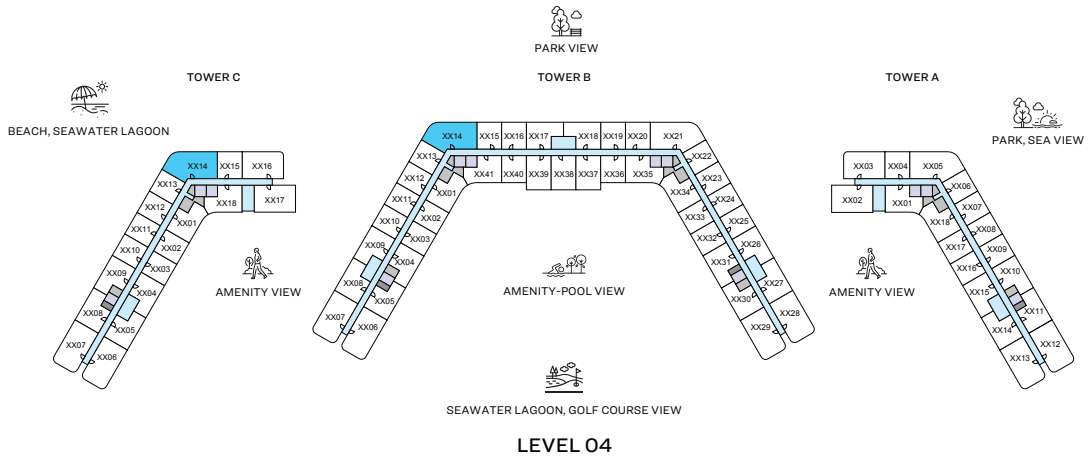 PARK VIEW
TOWER C
TOWER B
TOWER A
BEACH, SEAWATER LAGOON
PARK, SEA VIEW
XX14
XX15
XX16
XX13
XX12
XX11
XX10
XX09
XX08
XX07
XX06
XX05
XX04
XX03
XX02
XX01
XX18
XX17
AMENITY VIEW
XX14
XX15
XX16
XX17
XX18
XX19
XX20
XX21
XX13
XX12
XX11
XX10
XX09
XX08
XX07
XX06
XX05
XX04
XX03
XX02
XX01
XX41
XX40
XX39
XX38
XX37
XX36
XX35
XX34
XX33
XX32
XX31
XX30
XX29
XX22
XX23
XX24
XX25
XX26
XX27
XX28
AMENITY-POOL VIEW
XX03
XX04
XX05
XX02
XX01
XX06
XX07
XX08
XX09
XX10
XX11
XX12
XX18
XX17
XX16
XX15
XX14
XX13
AMENITY VIEW
SEAWATER LAGOON, GOLF COURSE VIEW
LEVEL 04